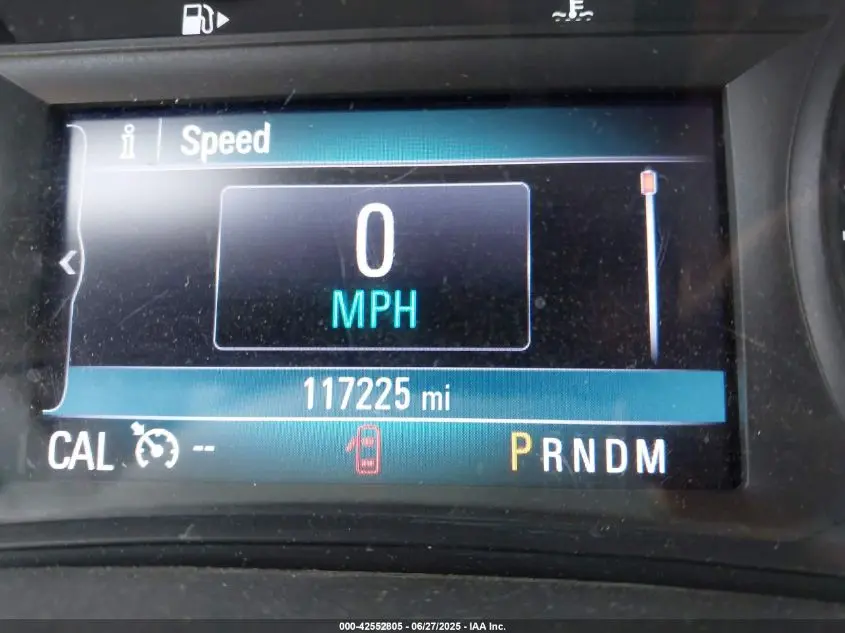 i Speed
0
MPH
117225 mi
CAL -- PRNDM
000-42552805 - 06/27/2025 - IAA Inc.